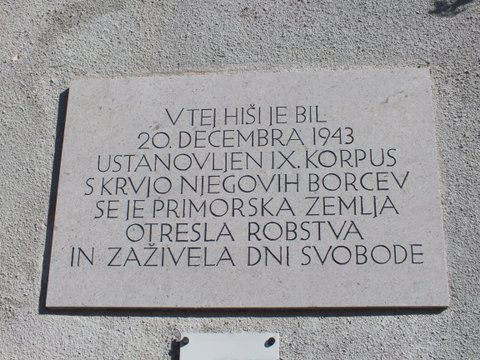 V TEJ HIŠI JE BIL
20. DECEMBRA 1943
USTANOVLJEN IX. KORPUS
S KRVJO NJEGOVIH BORCEV
SE JE PRIMORSKA ZEMLJA
OTRESLA ROBSTVA
IN ZAŽIVELA DNI SVOBODE